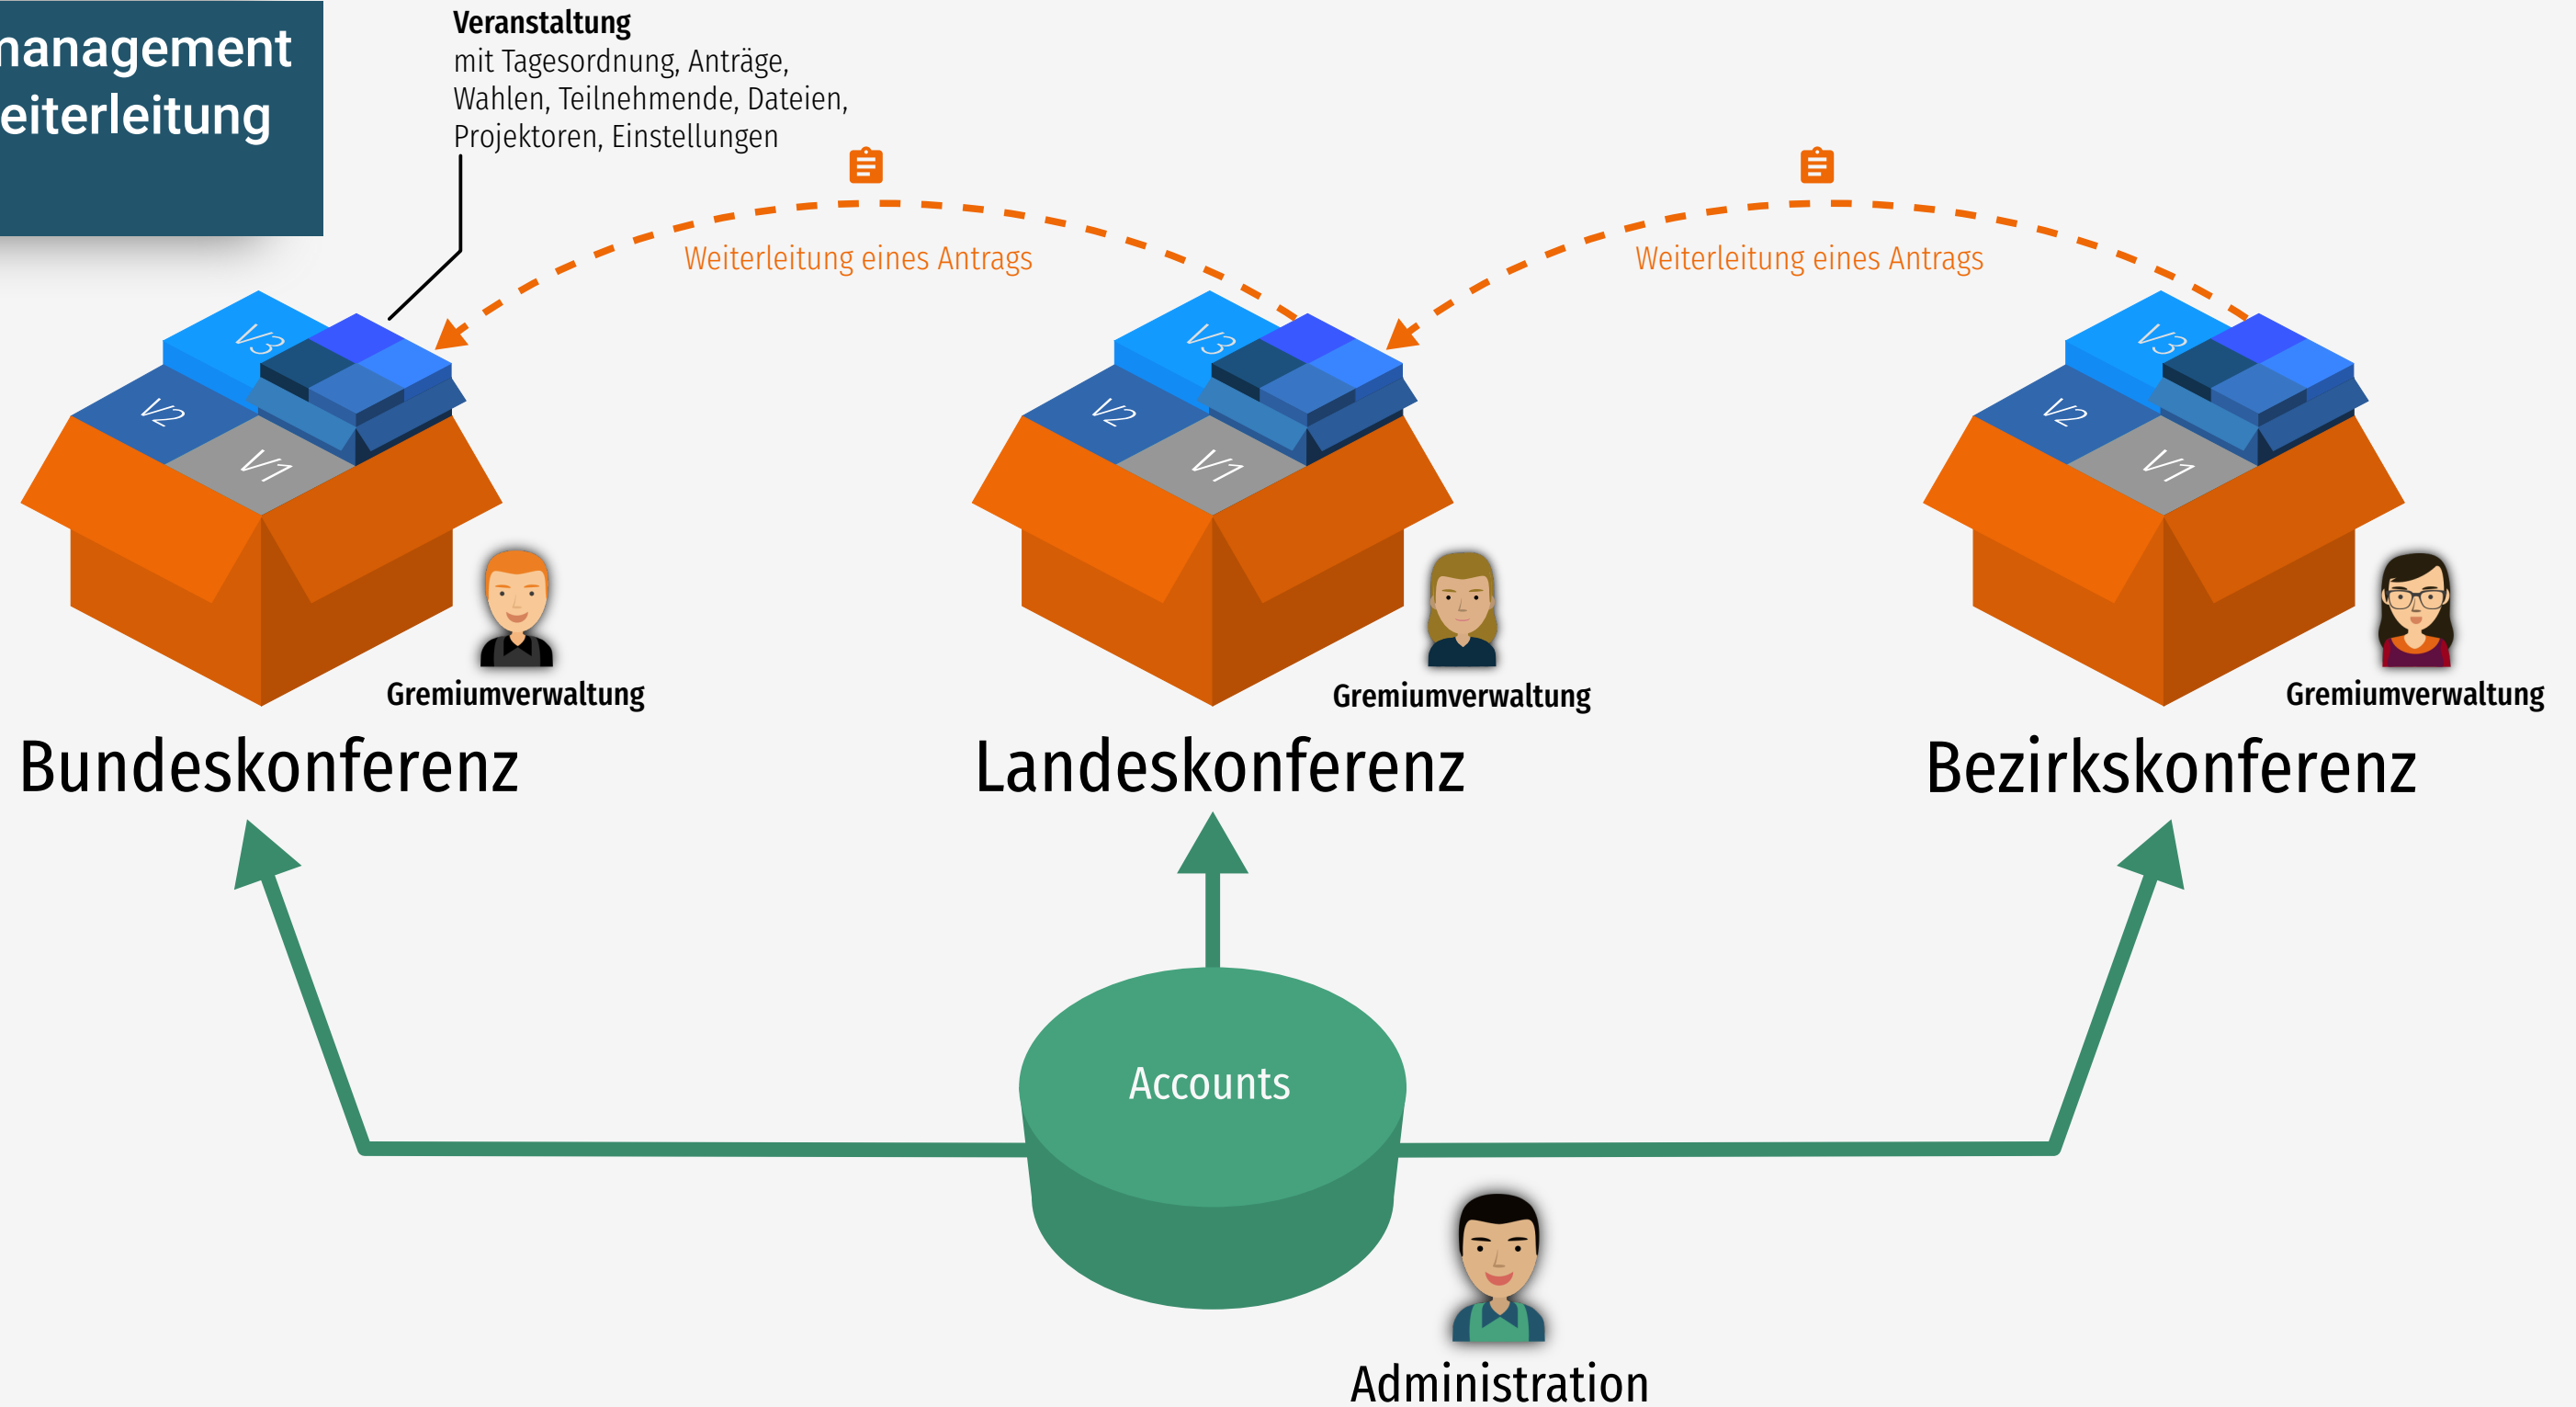 management
eiterleitung
Veranstaltung
mit Tagesordnung, Anträge,
Wahlen, Teilnehmende, Dateien,
Projektoren, Einstellungen
Weiterleitung eines Antrags
Weiterleitung eines Antrags
V3
V2
V1
V3
V2
V1
V3
V2
V1
Gremiumverwaltung
Gremiumverwaltung
Gremiumverwaltung
Bundeskonferenz
Landeskonferenz
Bezirkskonferenz
Accounts
Administration